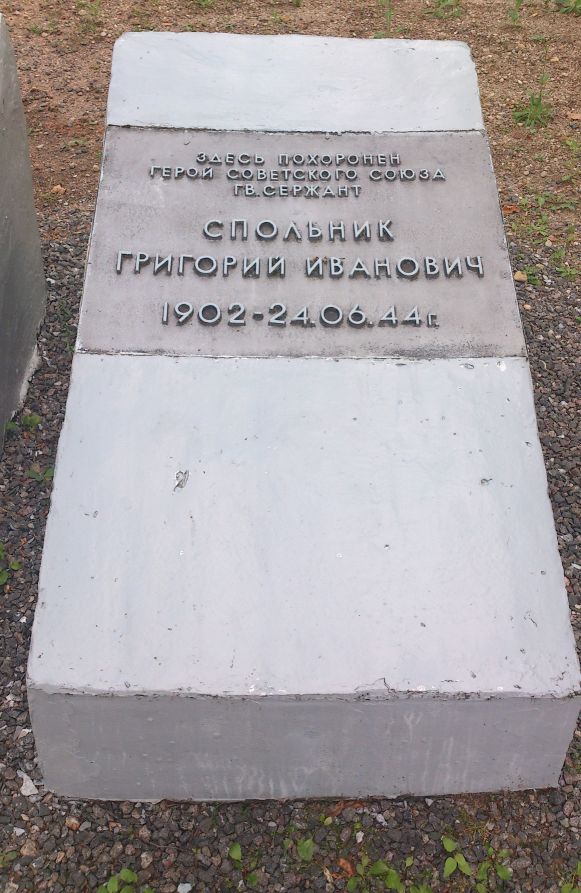 ЗДЕСЬ ПОХОРОНЕН
ГЕРОЙ СОВЕТСКОГО СОЮЗА
ГВ.СЕРЖАНТ
СПОЛЬНИК
ГРИГОРИЙ ИВАНОВИЧ
1902-24.06.44г.